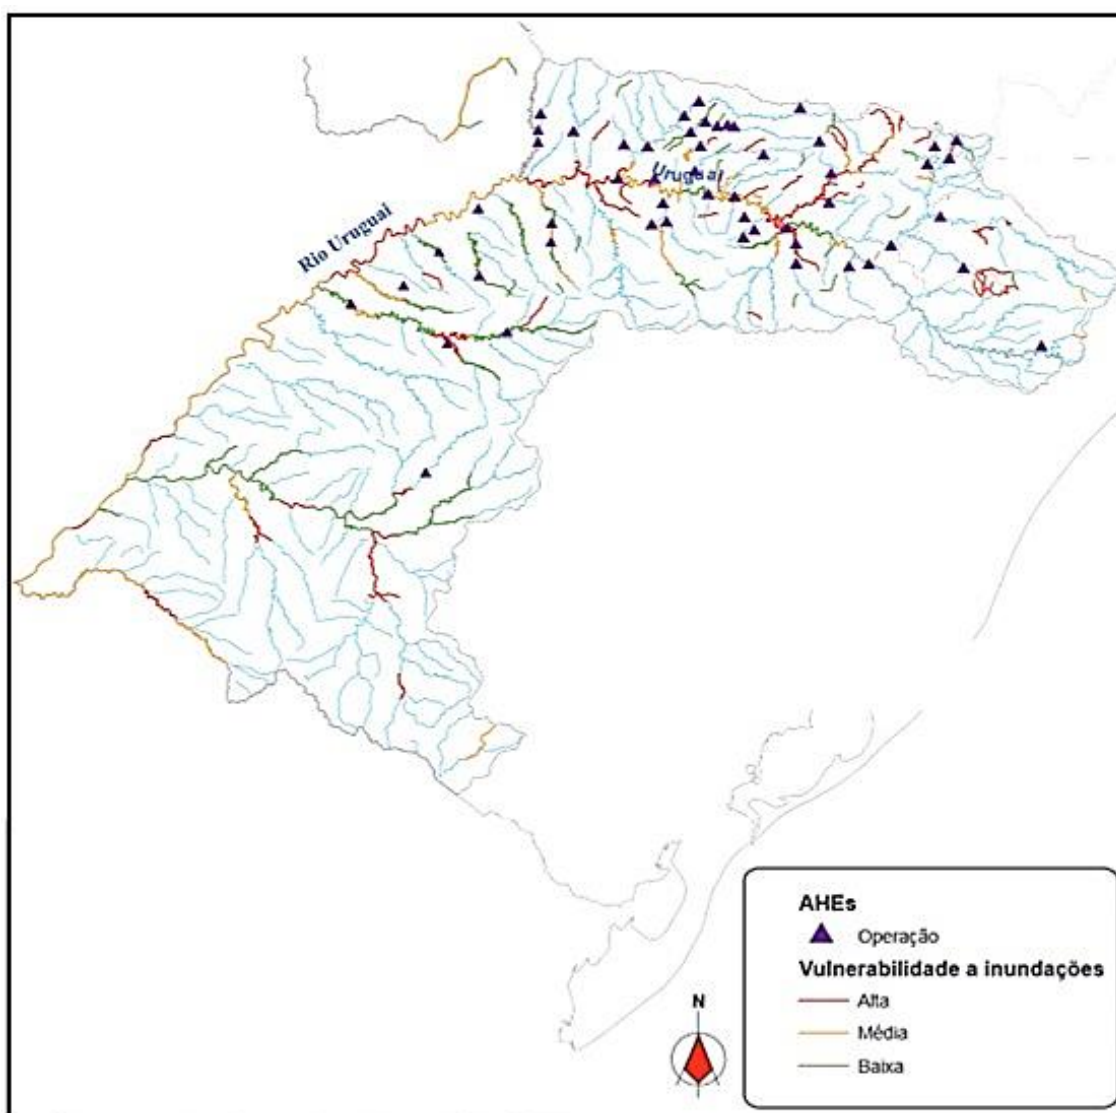 Uruguai
Rio Uruguai
AHEs
Operação
Vulnerabilidade a inundações
Alta
Média
Baixa
N